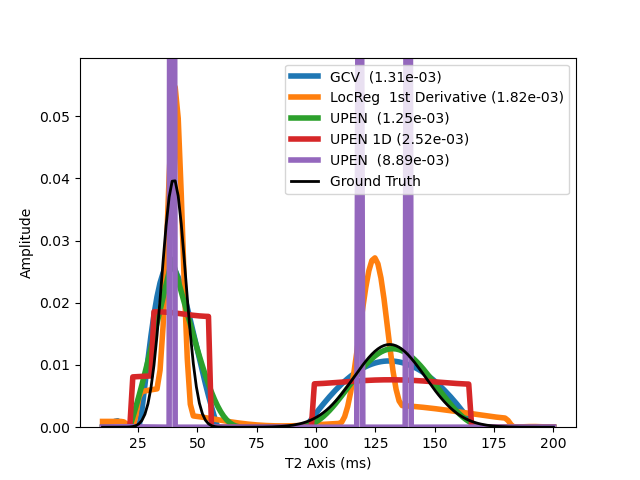 GCV (1.31e-03)
LocReg 1st Derivative (1.82e-03)
UPEN (1.25e-03)
UPEN 1D (2.52e-03)
UPEN (8.89e-03)
Ground Truth
Amplitude
0.05
0.04
0.03
0.02
0.01
0.00
25 50 75 100 125 150 175 200
T2 Axis (ms)